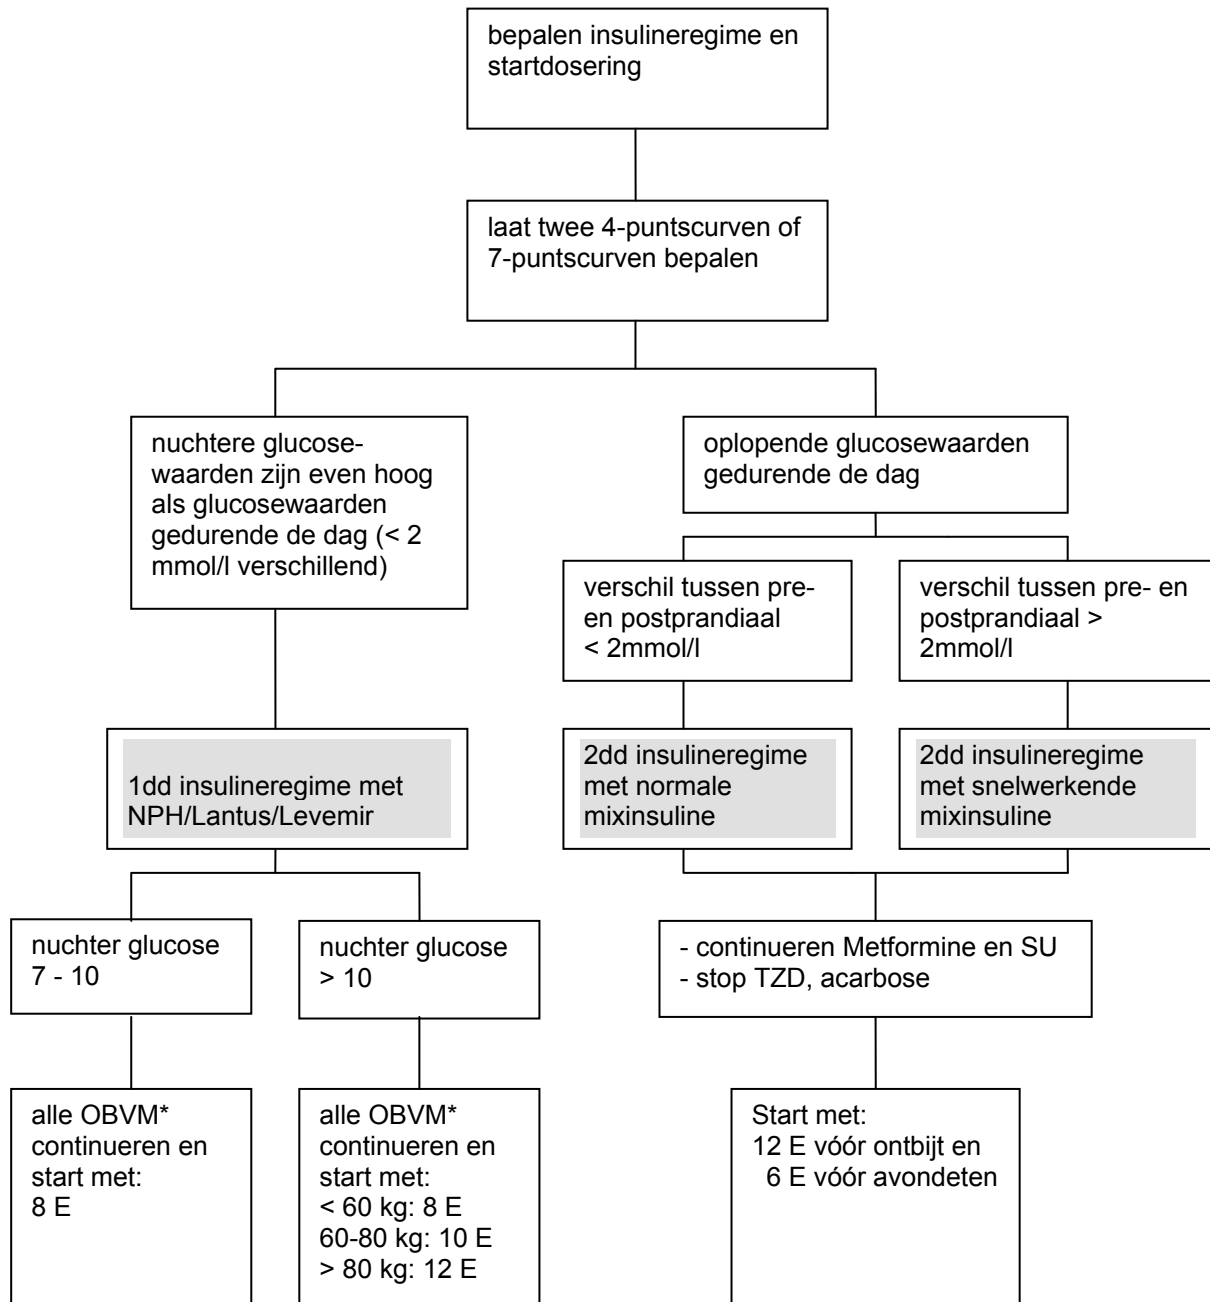 bepalen insulineregime en
startdosering
laat twee 4-puntscurven of
7-puntscurven bepalen
nuchtere glucose-
waarden zijn even hoog
als glucosewaarden
gedurende de dag (< 2
mmol/l verschillend)
oplopende glucosewaarden
gedurende de dag
verschil tussen pre-
en postprandiaal
< 2mmol/l
verschil tussen pre- en
postprandiaal >
2mmol/l
1dd insulineregime met
NPH/Lantus/Levemir
2dd insulineregime
met normale
mixinsuline
2dd insulineregime
met snelwerkende
mixinsuline
nuchter glucose
7 - 10
nuchter glucose
> 10
- continueren Metformine en SU
- stop TZD, acarbose
alle OBVM*
continueren en
start met:
8 E
alle OBVM*
continueren en
start met:
< 60 kg: 8 E
60-80 kg: 10 E
> 80 kg: 12 E
Start met:
12 E vóór ontbijt en
6 E vóór avondeten